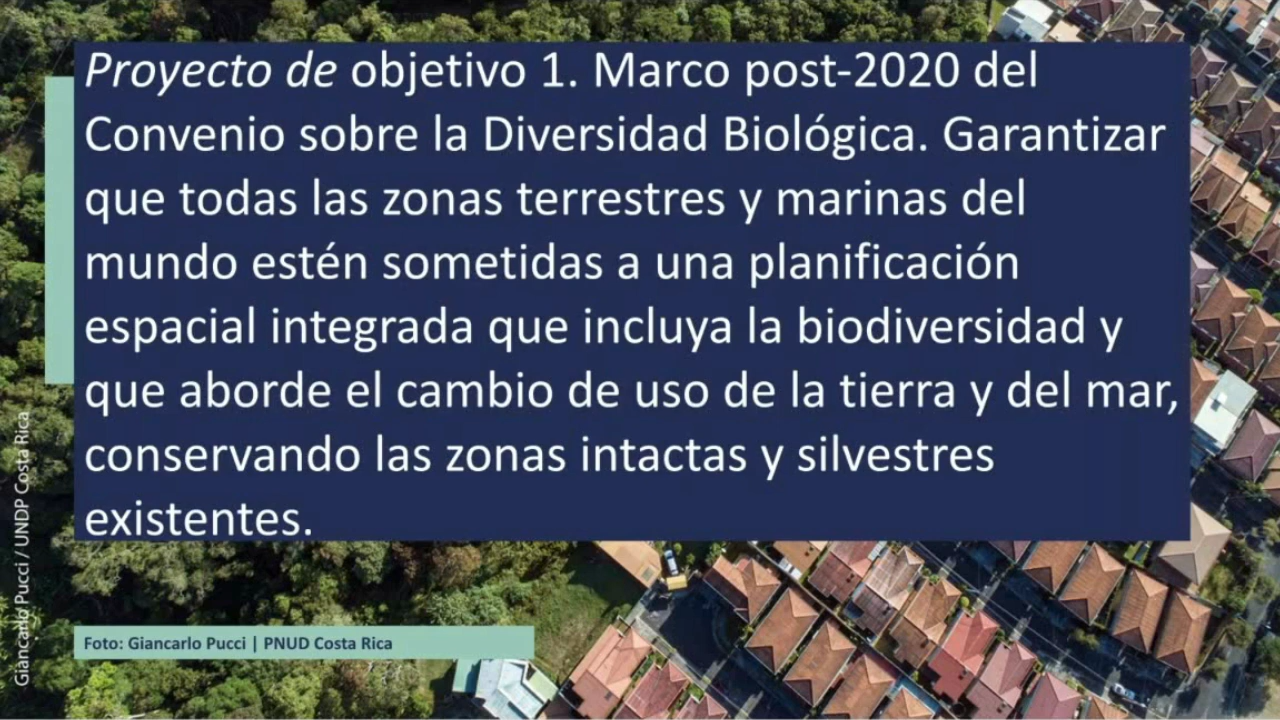 Proyecto de objetivo 1. Marco post-2020 del
Convenio sobre la Diversidad Biológica. Garantizar
que todas las zonas terrestres y marinas del
mundo estén sometidas a una planificación
espacial integrada que incluya la biodiversidad y
que aborde el cambio de uso de la tierra y del mar,
conservando las zonas intactas y silvestres
existentes.
Foto: Giancarlo Pucci | PNUD Costa Rica
Giancarlo Pucci / UNDP Costa Rica